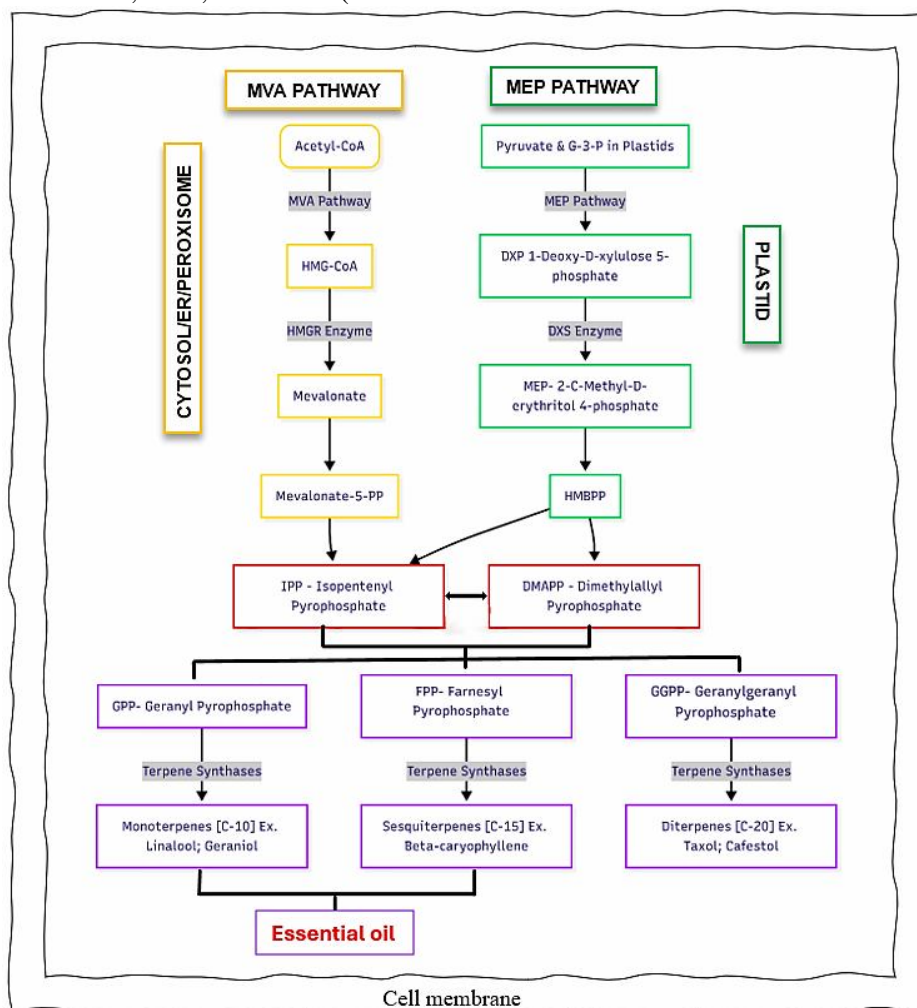 MVA PATHWAY
MEP PATHWAY
CYTOSOL/ER/PEROXISOME
PLASTID
Acetyl-CoA
Pyruvate & G-3-P in Plastids
MVA Pathway
MEP Pathway
HMG-CoA
DXP 1-Deoxy-D-xylulose 5-
phosphate
HMGR Enzyme
DXS Enzyme
Mevalonate
MEP- 2-C-Methyl-D-
erythritol 4-phosphate
Mevalonate-5-PP
HMBPP
IPP - Isopentenyl
Pyrophosphate
DMAPP - Dimethylallyl
Pyrophosphate
GPP- Geranyl Pyrophosphate
FPP- Farnesyl
Pyrophosphate
GGPP- Geranylgeranyl
Pyrophosphate
Terpene Synthases
Terpene Synthases
Terpene Synthases
Monoterpenes [C-10] Ex.
Linalool; Geraniol
Sesquiterpenes [C-15] Ex.
Beta-caryophyllene
Diterpenes [C-20] Ex.
Taxol; Cafestol
Essential oil
Cell membrane